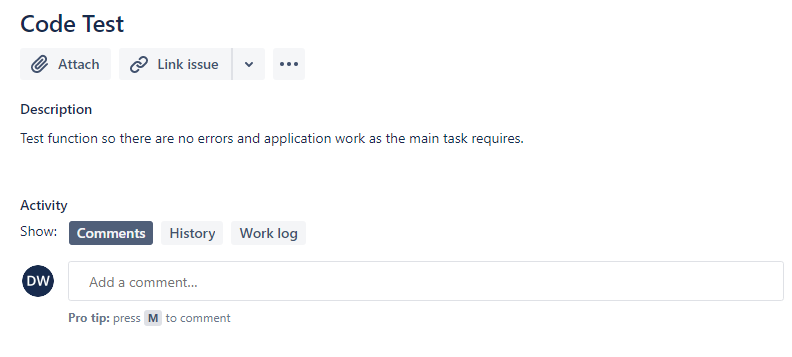 Code Test
Attach Link issue
Description
Test function so there are no errors and application work as the main task requires.
Activity
Show: Comments History Work log
DW Add a comment...
Pro tip: press M to comment